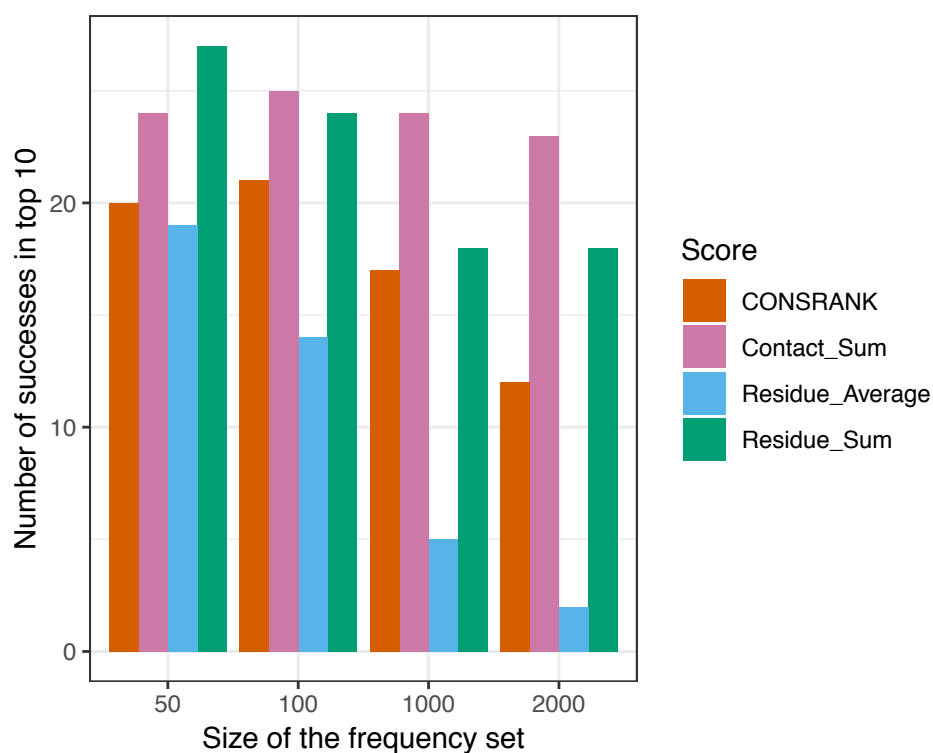 Number of successes in top 10
20
10
0
50 100 1000 2000
Size of the frequency set
Score
CONSRANK
Contact_Sum
Residue_Average
Residue_Sum